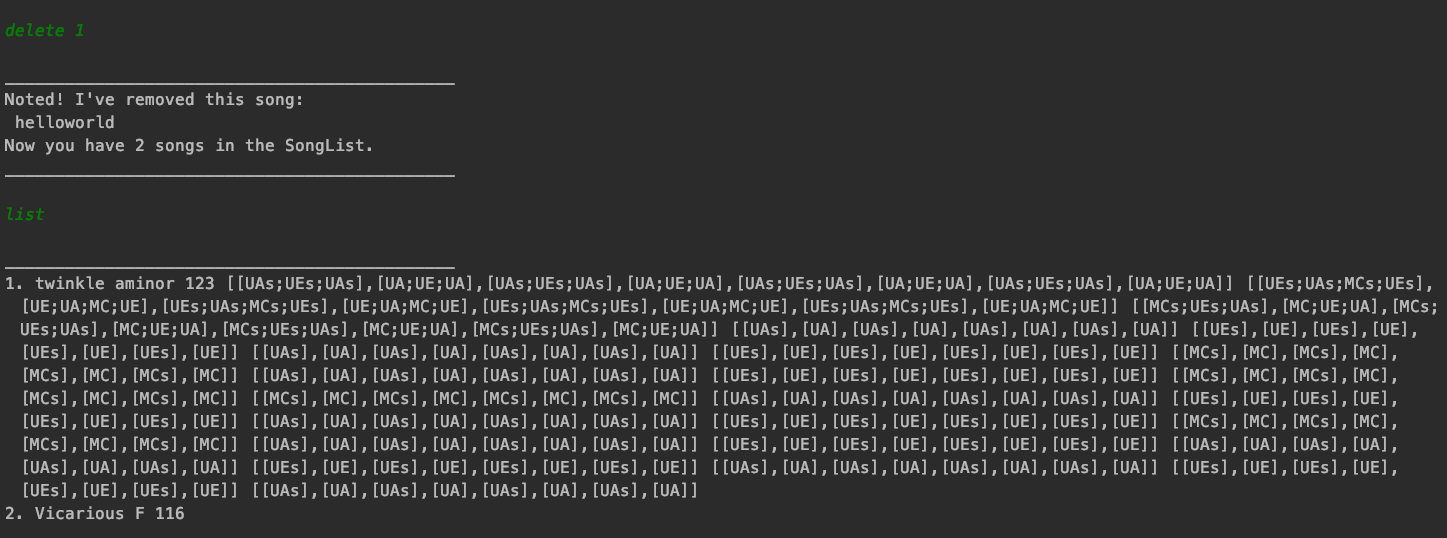 delete 1
_____________________________________________
Noted! I've removed this song:
helloworld
Now you have 2 songs in the SongList.
_____________________________________________
list
_____________________________________________
1. twinkle aminor 123 [[UAs;UEs;UAs],[UA;UE;UA],[UAs;UEs;UAs],[UA;UE;UA],[UAs;UEs;UAs],[UA;UE;UA],[UAs;UEs;UAs],[UA;UE;UA]] [[UEs;UAs;MCs;UEs],
[UE;UA;MC;UE],[UEs;UAs;MCs;UEs],[UE;UA;MC;UE],[UEs;UAs;MCs;UEs],[UE;UA;MC;UE],[UEs;UAs;MCs;UEs],[UE;UA;MC;UE]] [[MCs;UEs;UAs],[MC;UE;UA],[MCs;
UEs;UAs],[MC;UE;UA],[MCs;UEs;UAs],[MC;UE;UA],[MCs;UEs;UAs],[MC;UE;UA]] [[UAs],[UA],[UAs],[UA],[UAs],[UA],[UAs],[UA]] [[UEs],[UE],[UEs],[UE],
[UEs],[UE],[UEs],[UE]] [[UAs],[UA],[UAs],[UA],[UAs],[UA],[UAs],[UA]] [[UEs],[UE],[UEs],[UE],[UEs],[UE],[UEs],[UE]] [[MCs],[MC],[MCs],[MC],
[MCs],[MC],[MCs],[MC]] [[UAs],[UA],[UAs],[UA],[UAs],[UA],[UAs],[UA]] [[UEs],[UE],[UEs],[UE],[UEs],[UE],[UEs],[UE]] [[MCs],[MC],[MCs],[MC],
[MCs],[MC],[MCs],[MC]] [[MCs],[MC],[MCs],[MC],[MCs],[MC],[MCs],[MC]] [[UAs],[UA],[UAs],[UA],[UAs],[UA],[UAs],[UA]] [[UEs],[UE],[UEs],[UE],
[UEs],[UE],[UEs],[UE]] [[UAs],[UA],[UAs],[UA],[UAs],[UA],[UAs],[UA]] [[UEs],[UE],[UEs],[UE],[UEs],[UE],[UEs],[UE]] [[MCs],[MC],[MCs],[MC],
[MCs],[MC],[MCs],[MC]] [[UAs],[UA],[UAs],[UA],[UAs],[UA],[UAs],[UA]] [[UEs],[UE],[UEs],[UE],[UEs],[UE],[UEs],[UE]] [[UAs],[UA],[UAs],[UA],
[UAs],[UA],[UAs],[UA]] [[UEs],[UE],[UEs],[UE],[UEs],[UE],[UEs],[UE]] [[UAs],[UA],[UAs],[UA],[UAs],[UA],[UAs],[UA]] [[UEs],[UE],[UEs],[UE],
[UEs],[UE],[UEs],[UE]] [[UAs],[UA],[UAs],[UA],[UAs],[UA],[UAs],[UA]]
2. Vicarious F 116